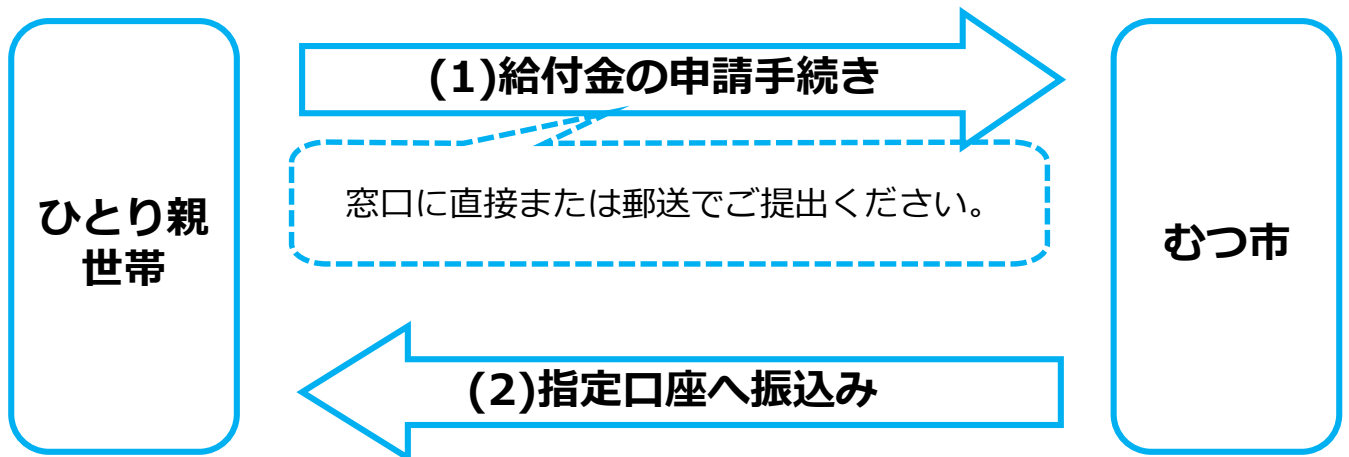 (1)給付金の申請手続き
窓口に直接または郵送でご提出ください。
ひとり親
世帯
むつ市
(2)指定口座へ振込み